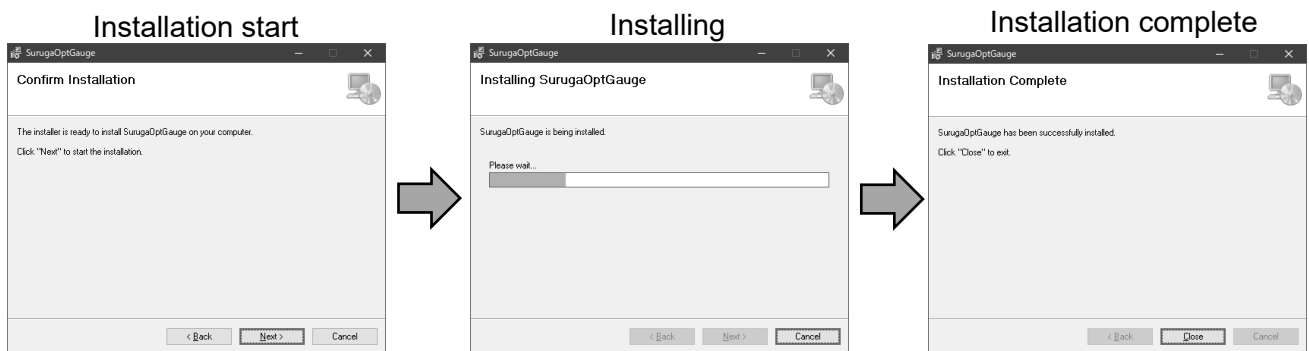 Installation start
SurugaOptGauge
Confirm Installation
The installer is ready to install SurugaOptGauge on your computer.
Click "Next" to start the installation.
< Back
Next >
Cancel
Installing
SurugaOptGauge
Installing SurugaOptGauge
SurugaOptGauge is being installed.
Please wait...
< Back
Next >
Cancel
Installation complete
SurugaOptGauge
Installation Complete
SurugaOptGauge has been successfully installed.
Click "Close" to exit.
< Back
Close
Cancel